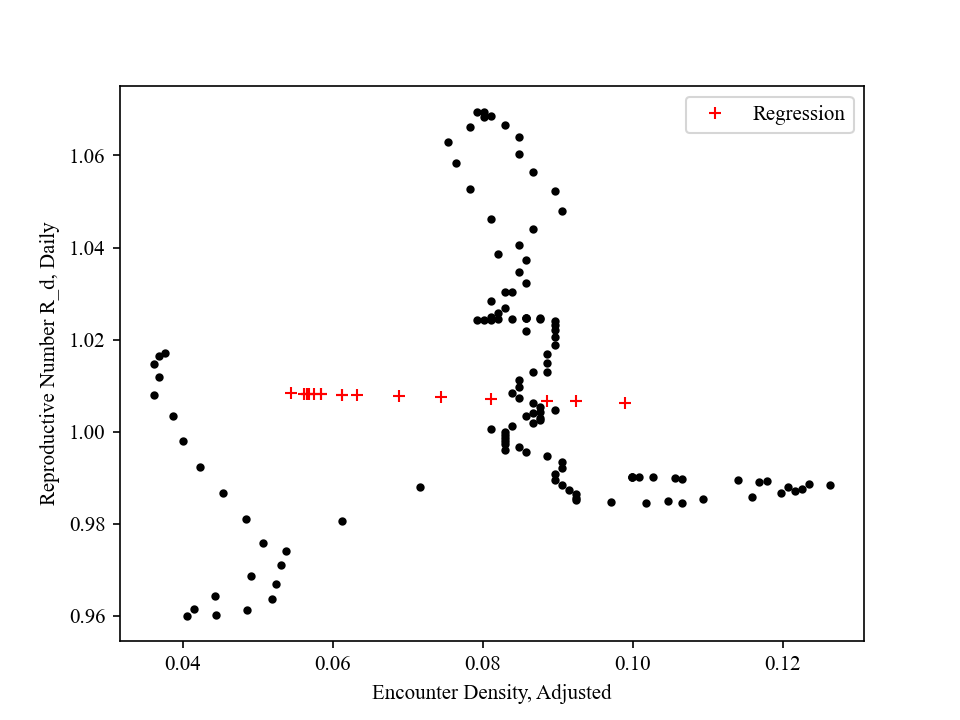 Regression
1.06
1.04
1.02
1.00
0.98
0.96
Reproductive Number R_d, Daily
0.04 0.06 0.08 0.10 0.12
Encounter Density, Adjusted